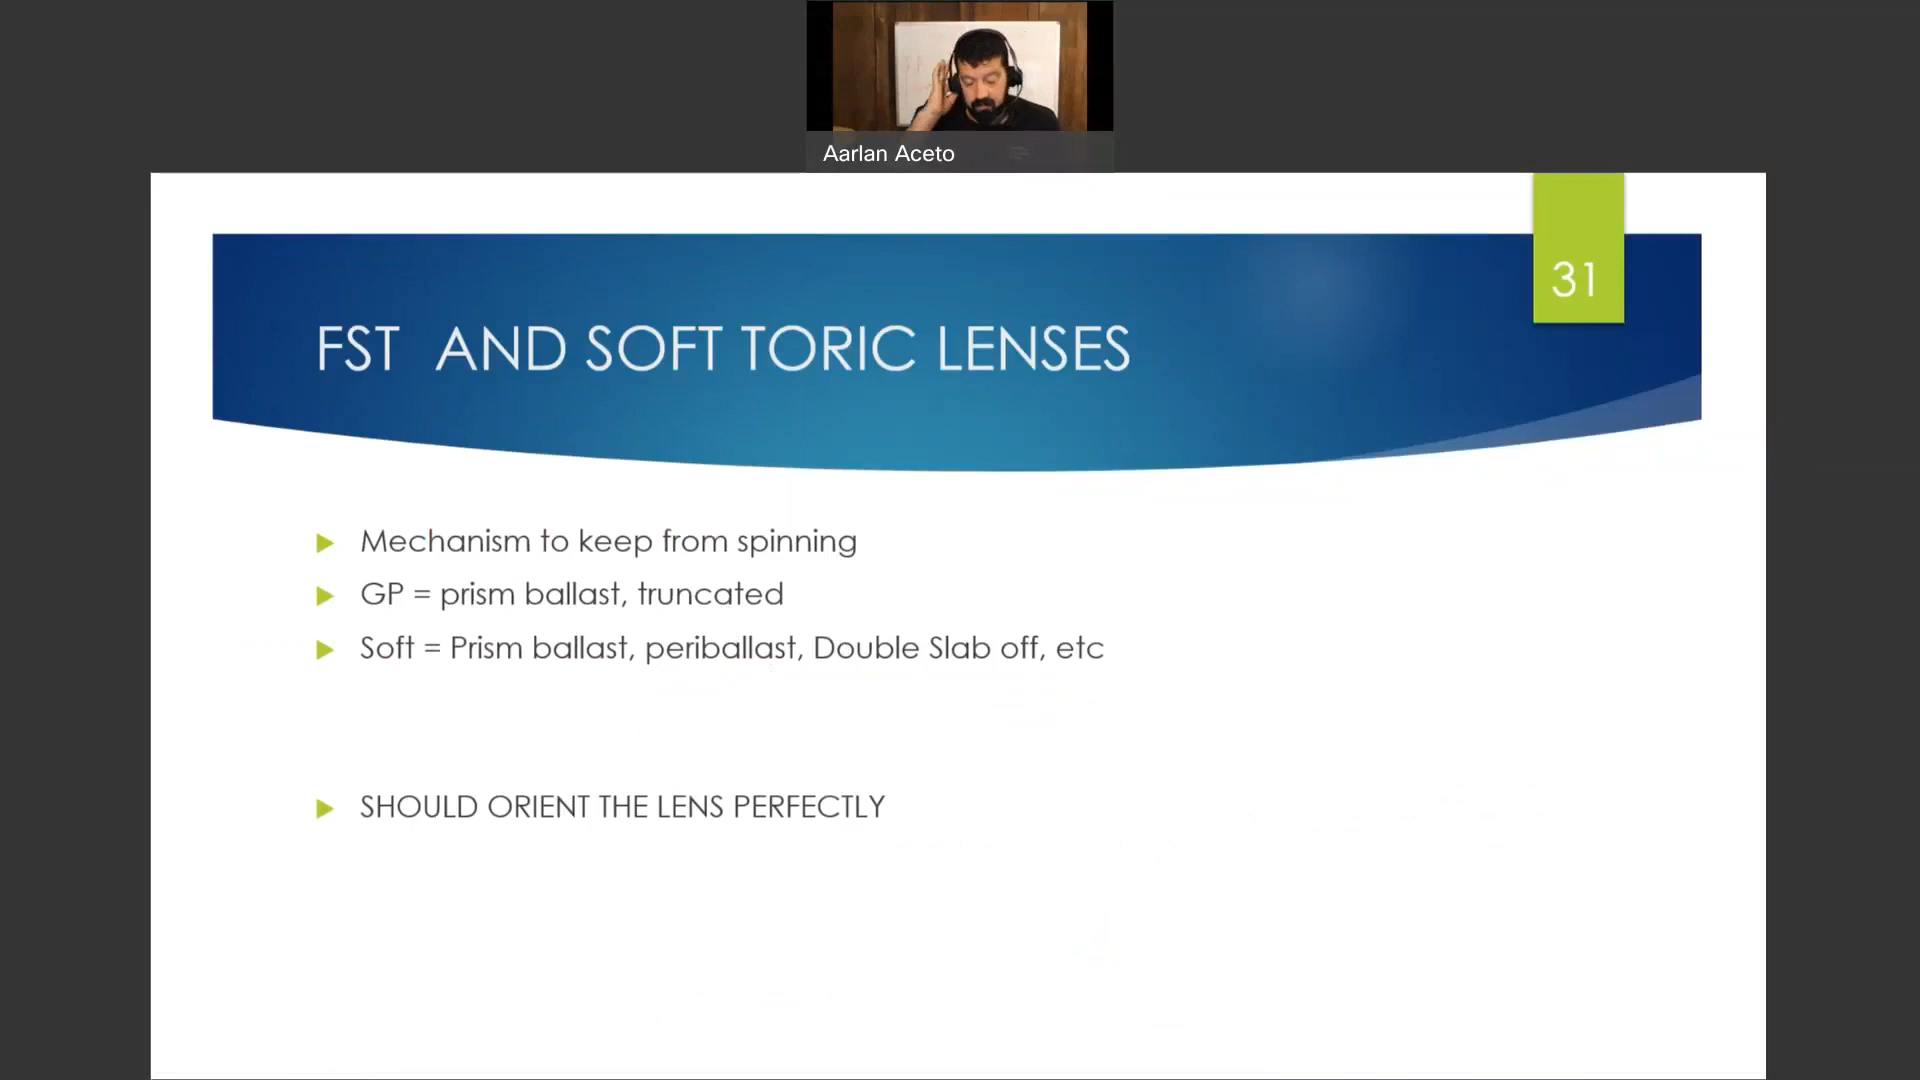 Aarlan Aceto
31
FST AND SOFT TORIC LENSES
Mechanism to keep from spinning
GP = prism ballast, truncated
Soft = Prism ballast, periballast, Double Slab off, etc
SHOULD ORIENT THE LENS PERFECTLY